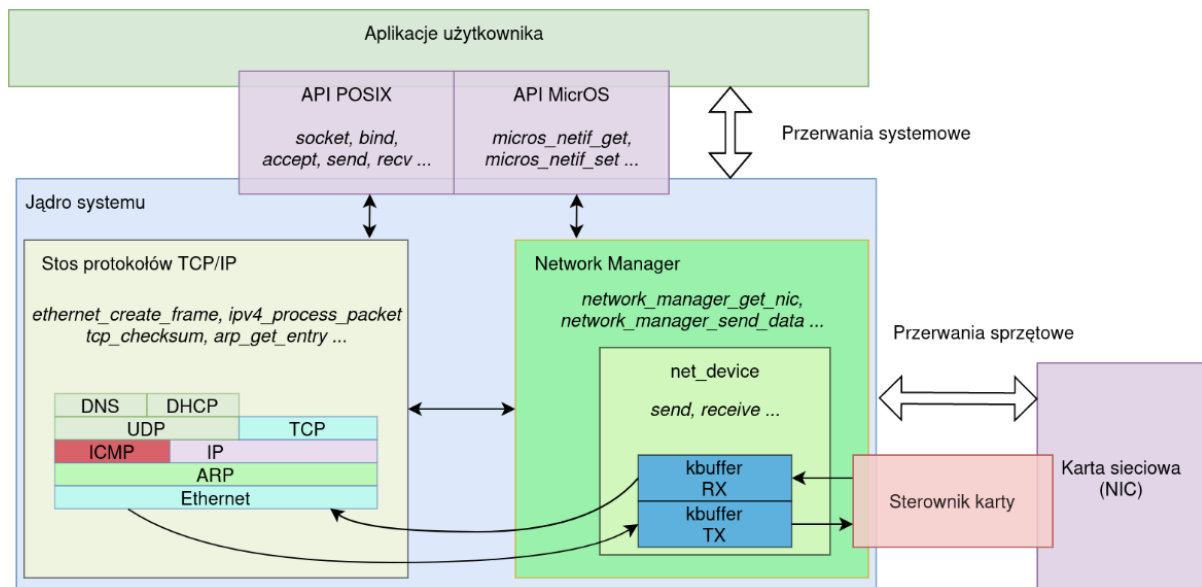 Aplikacje użytkownika
API POSIX
socket, bind,
accept, send, recv ...
API MicrOS
micros_netif_get,
micros_netif_set ...
Przerwania systemowe
Jądro systemu
Stos protokołów TCP/IP
ethernet_create_frame, ipv4_process_packet
tcp_checksum, arp_get_entry ...
DNS
DHCP
UDP
TCP
ICMP
IP
ARP
Ethernet
Network Manager
network_manager_get_nic,
network_manager_send_data ...
net_device
send, receive ...
kbuffer
RX
kbuffer
TX
Przerwania sprzętowe
Sterownik karty
Karta sieciowa
(NIC)